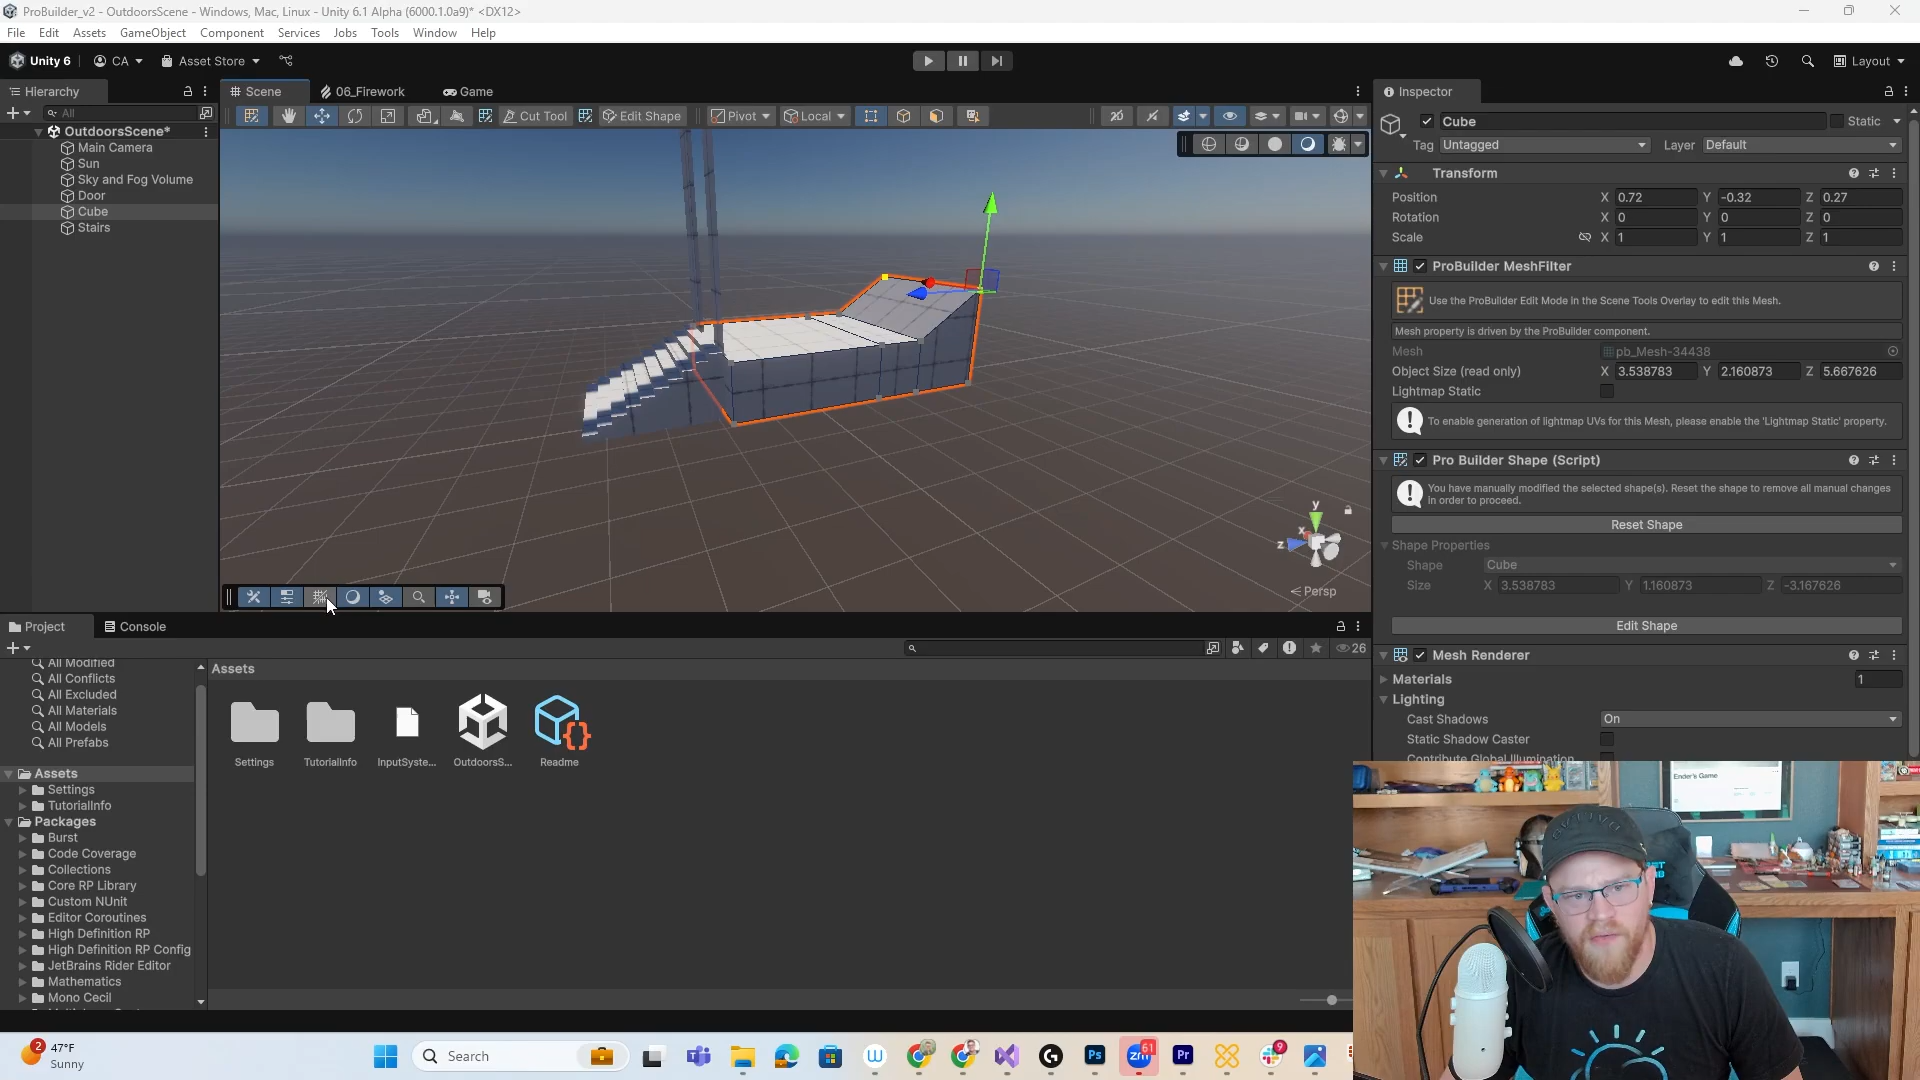 ProBuilder_v2 - OutdoorsScene - Windows, Mac, Linux - Unity 6.1 Alpha (6000.1.0a9)* <DX12>
File Edit Assets GameObject Component Services Jobs Tools Window Help
Unity 6 CA Asset Store Layout
Hierarchy
All
OutdoorsScene*
Main Camera
Sun
Sky and Fog Volume
Door
Cube
Stairs
Scene 06_Firework Game
Cut Tool Edit Shape Pivot Local 2D
y
x
z
Persp
Inspector
Cube Static
Tag Untagged Layer Default
Transform
Position X 0.72 Y -0.32 Z 0.27
Rotation X 0 Y 0 Z 0
Scale X 1 Y 1 Z 1
ProBuilder MeshFilter
Use the ProBuilder Edit Mode in the Scene Tools Overlay to edit this Mesh.
Mesh property is driven by the ProBuilder component.
Mesh pb_Mesh-34438
Object Size (read only) X 3.538783 Y 2.160873 Z 5.667626
Lightmap Static
To enable generation of lightmap UVs for this Mesh, please enable the 'Lightmap Static' property.
Pro Builder Shape (Script)
You have manually modified the selected shape(s). Reset the shape to remove all manual changes
in order to proceed.
Reset Shape
Shape Properties
Shape Cube
Size X 3.538783 Y 1.160873 Z -3.167626
Edit Shape
Mesh Renderer
Materials 1
Lighting
Cast Shadows On
Static Shadow Caster
Contribute Global Illumination
Project Console
26
All Modified
All Conflicts
All Excluded
All Materials
All Models
All Prefabs
Assets
Settings
TutorialInfo
Packages
Burst
Code Coverage
Collections
Core RP Library
Custom NUnit
Editor Coroutines
High Definition RP
High Definition RP Config
JetBrains Rider Editor
Mathematics
Mono Cecil
Assets
Settings TutorialInfo InputSyste... OutdoorsS... Readme
Ender's Game
2
47°F
Sunny
Search
Ps
zm
61
Pr
9